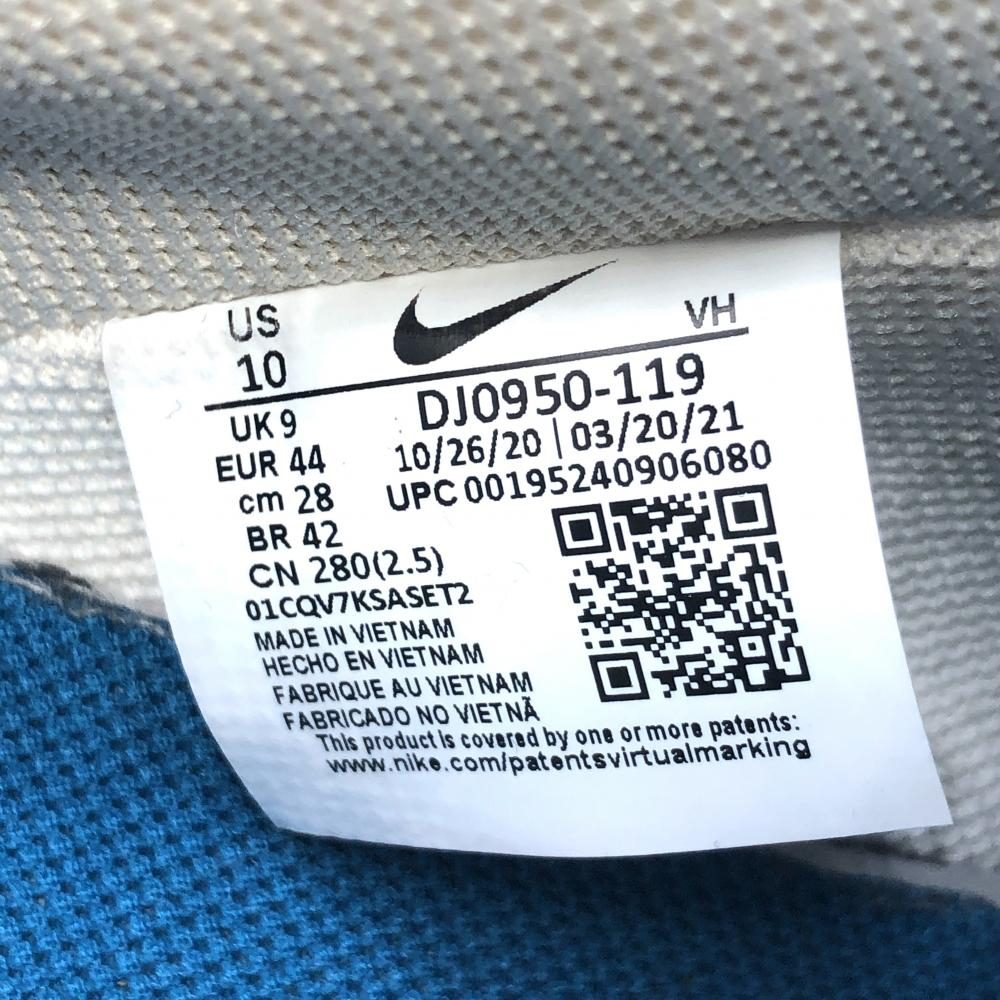 US
10
VH
UK 9
EUR 44
cm 28
BR 42
CN 280(2.5)
01CQV7KSASET2
DJ0950-119
10/26/20 | 03/20/21
UPC 00195240906080
MADE IN VIETNAM
HECHO EN VIETNAM
FABRIQUE AU VIETNAM
FABRICADO NO VIETNÃ
This product is covered by one or more patents:
www.nike.com/patentsvirtualmarking